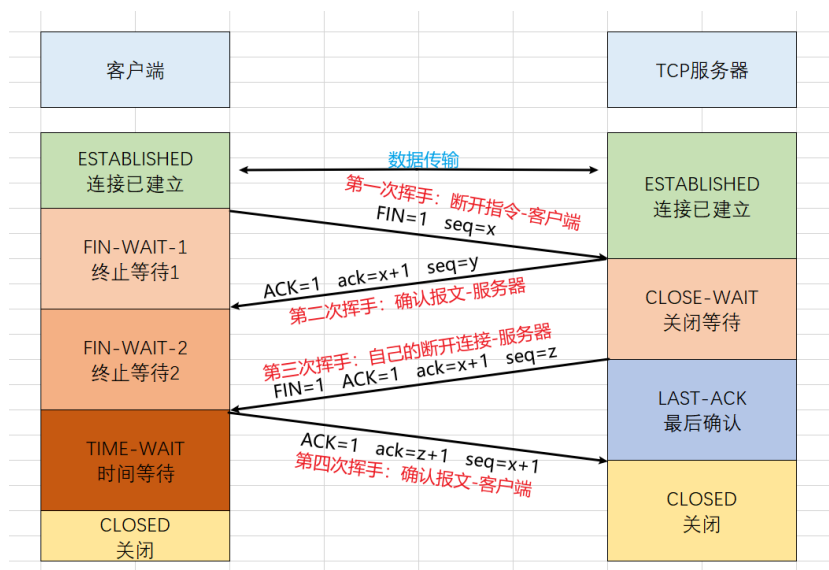 客户端
TCP服务器
ESTABLISHED
连接已建立
数据传输
ESTABLISHED
连接已建立
第一次挥手：断开指令-客户端
FIN=1 seq=x
FIN-WAIT-1
终止等待1
ACK=1 ack=x+1 seq=y
第二次挥手：确认报文-服务器
CLOSE-WAIT
关闭等待
FIN-WAIT-2
终止等待2
第三次挥手：自己的断开连接-服务器
FIN=1 ACK=1 ack=x+1 seq=z
LAST-ACK
最后确认
TIME-WAIT
时间等待
ACK=1 ack=z+1 seq=x+1
第四次挥手：确认报文-客户端
CLOSED
关闭
CLOSED
关闭